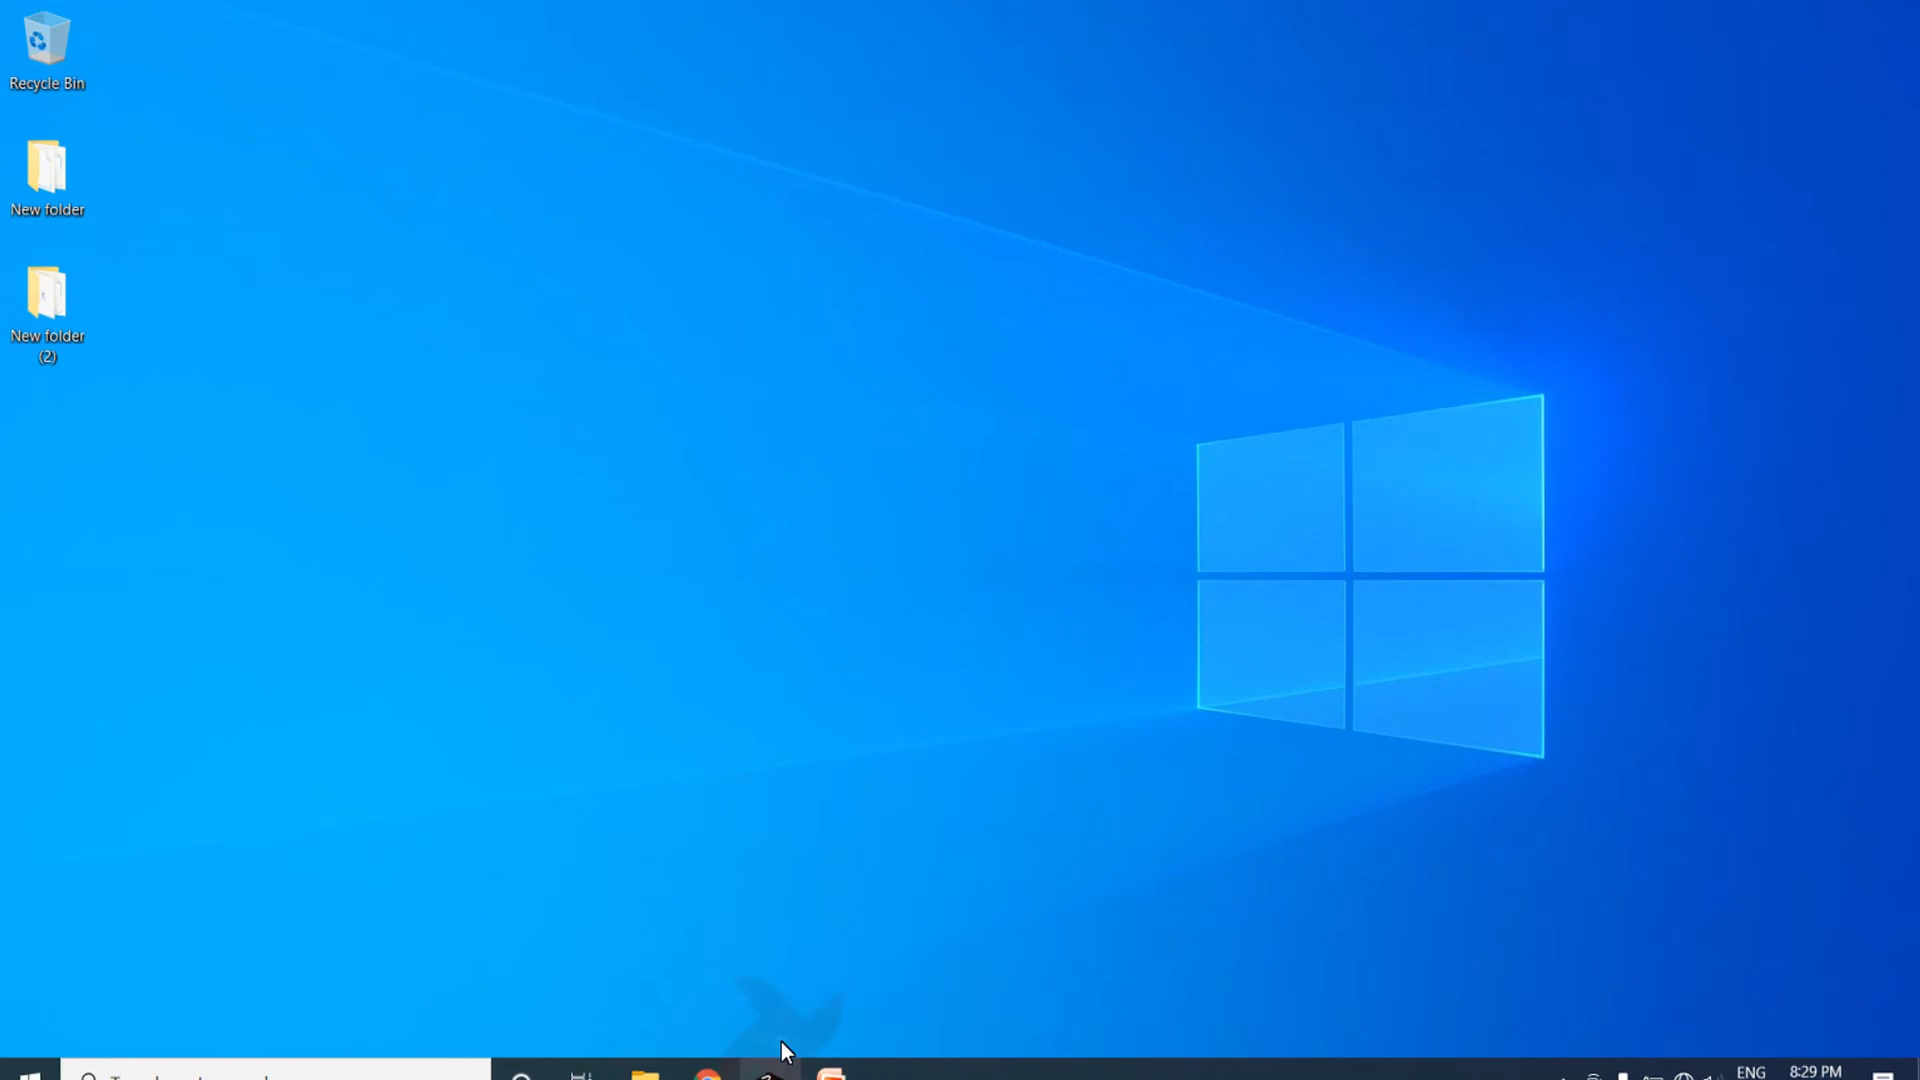 Recycle Bin
New folder
New folder
(2)
ENG
8:29 PM